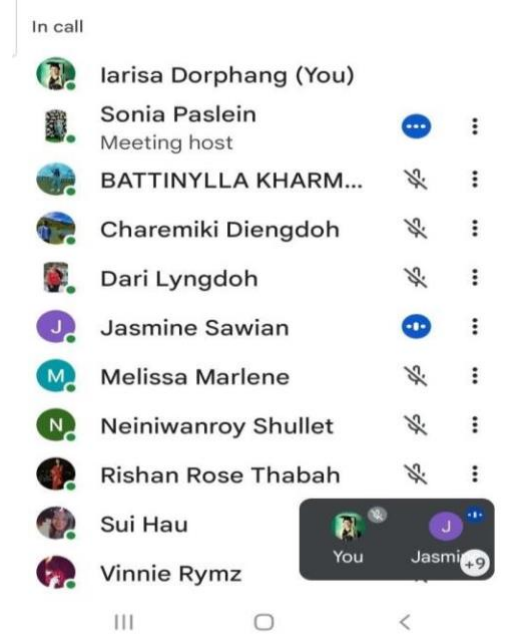 In call
Iarisa Dorphang (You)
Sonia Paslein
Meeting host
BATTINYLLA KHARM...
Charemiki Diengdoh
Dari Lyngdoh
J Jasmine Sawian
M Melissa Marlene
N Neiniwanroy Shullet
Rishan Rose Thabah
Sui Hau
J
You Jasmi +9
Vinnie Rymz